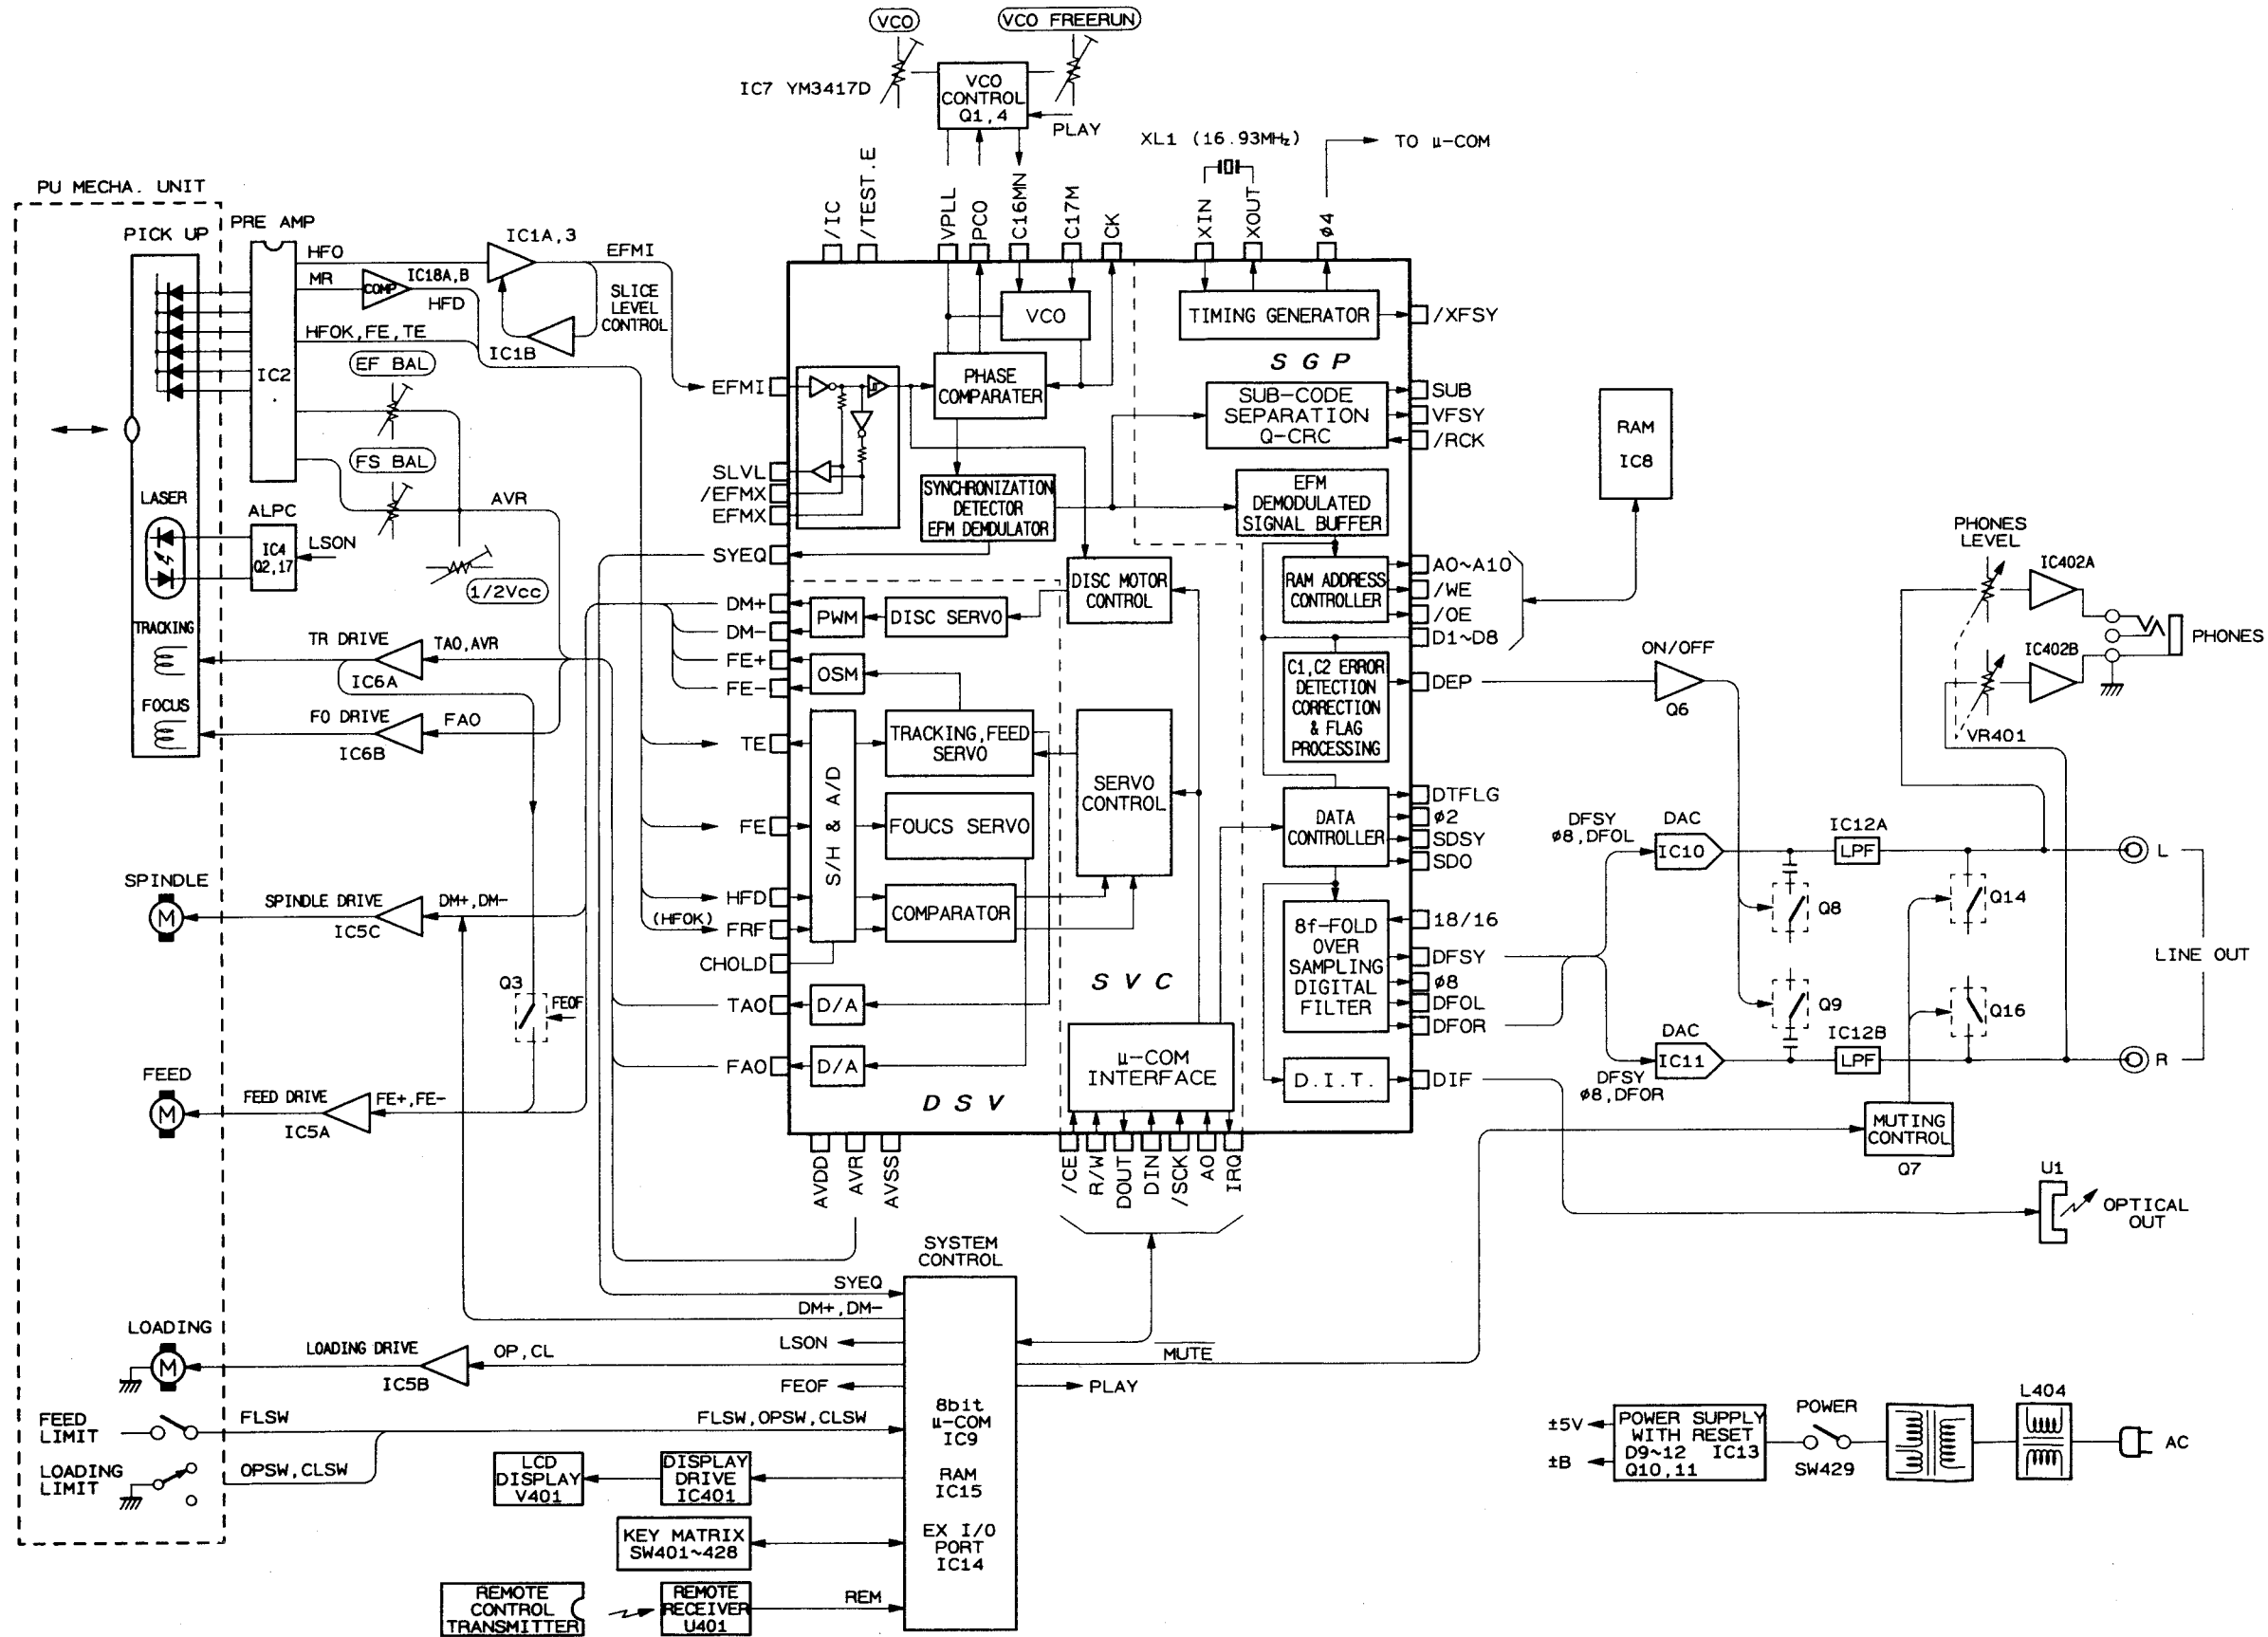 VCO
VCO FREERUN
IC7 YM3417D
VCO
CONTROL
Q1,4
PLAY
XL1 (16.93MHz)
TO μ-COM
/IC
/TEST.E
VPLL
PCO
C16MN
C17M
CK
XIN
XOUT
ø4
PU MECHA. UNIT
PICK UP
PRE AMP
HFO
MR
COMP
IC18A,B
HFD
IC1A,3
EFMI
SLICE
LEVEL
CONTROL
IC1B
HFOK,FE,TE
EF BAL
IC2
FS BAL
AVR
1/2Vcc
LASER
ALPC
IC4
Q2,17
LSON
TRACKING
TR DRIVE
IC6A
TAO,AVR
FOCUS
FO DRIVE
IC6B
FAO
SPINDLE
M
SPINDLE DRIVE
IC5C
DM+,DM-
Q3
FEOF
FEED
M
FEED DRIVE
IC5A
FE+,FE-
EFMI
SLVL
/EFMX
EFMX
SYEQ
DM+
DM-
FE+
FE-
TE
FE
HFD
(HFOK)
FRF
CHOLD
TAO
FAO
VCO
PHASE
COMPARATER
SYNCHRONIZATION
DETECTOR
EFM DEMDULATOR
DISC MOTOR
CONTROL
PWM
DISC SERVO
OSM
S/H & A/D
TRACKING,FEED
SERVO
FOUCS SERVO
COMPARATOR
SERVO
CONTROL
D/A
D/A
D S V
S V C
μ-COM
INTERFACE
TIMING GENERATOR
S G P
SUB-CODE
SEPARATION
Q-CRC
EFM
DEMODULATED
SIGNAL BUFFER
RAM ADDRESS
CONTROLLER
C1,C2 ERROR
DETECTION
CORRECTION
& FLAG
PROCESSING
DATA
CONTROLLER
8f-FOLD
OVER
SAMPLING
DIGITAL
FILTER
D.I.T.
/XFSY
SUB
VFSY
/RCK
A0~A10
/WE
/OE
D1~D8
DEP
DTFLG
ø2
SDSY
SDO
18/16
DFSY
ø8
DFOL
DFOR
DIF
AVDD
AVR
AVSS
/CE
R/W
DOUT
DIN
/SCK
AO
IRQ
RAM
IC8
ON/OFF
Q6
PHONES
LEVEL
IC402A
IC402B
VR401
PHONES
DFSY
ø8,DFOL
DAC
IC10
IC12A
LPF
L
Q8
Q14
LINE OUT
Q9
Q16
DAC
IC11
DFSY
ø8,DFOR
IC12B
LPF
R
MUTING
CONTROL
Q7
U1
OPTICAL
OUT
SYSTEM
CONTROL
SYEQ
DM+,DM-
LSON
FEOF
MUTE
PLAY
LOADING
M
LOADING DRIVE
IC5B
OP,CL
FEED
LIMIT
FLSW
FLSW,OPSW,CLSW
LOADING
LIMIT
OPSW,CLSW
8bit
μ-COM
IC9
RAM
IC15
EX I/O
PORT
IC14
LCD
DISPLAY
V401
DISPLAY
DRIVE
IC401
KEY MATRIX
SW401~428
REMOTE
CONTROL
TRANSMITTER
REMOTE
RECEIVER
U401
REM
±5V
±B
POWER SUPPLY
WITH RESET
D9~12 IC13
Q10,11
POWER
SW429
L404
AC